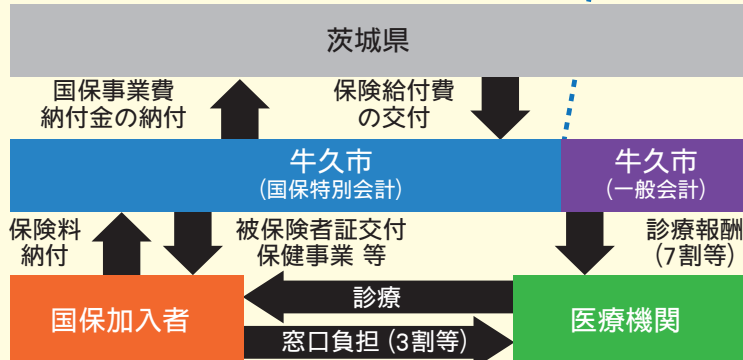 茨城県
国保事業費
納付金の納付
保険給付費
の交付
牛久市
(国保特別会計)
牛久市
(一般会計)
保険料
納付
被保険者証交付
保健事業 等
診療報酬
(7割等)
国保加入者
診療
窓口負担 (3割等)
医療機関